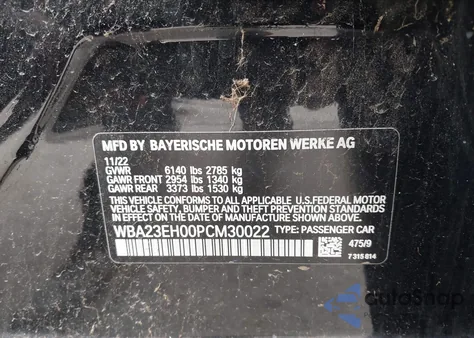 MFD BY BAYERISCHE MOTOREN WERKE AG
11/22
GVWR 6140 lbs 2785 kg
GAWR FRONT 2954 lbs 1340 kg
GAWR REAR 3373 lbs 1530 kg
THIS VEHICLE CONFORMS TO ALL APPLICABLE U.S.FEDERAL MOTOR
VEHICLE SAFETY, BUMPER AND THEFT PREVENTION STANDARDS
IN EFFECT ON THE DATE OF MANUFACTURE SHOWN ABOVE.
WBA23EH00PCM30022 TYPE: PASSENGER CAR
475/9
7 315 814
autoSnap